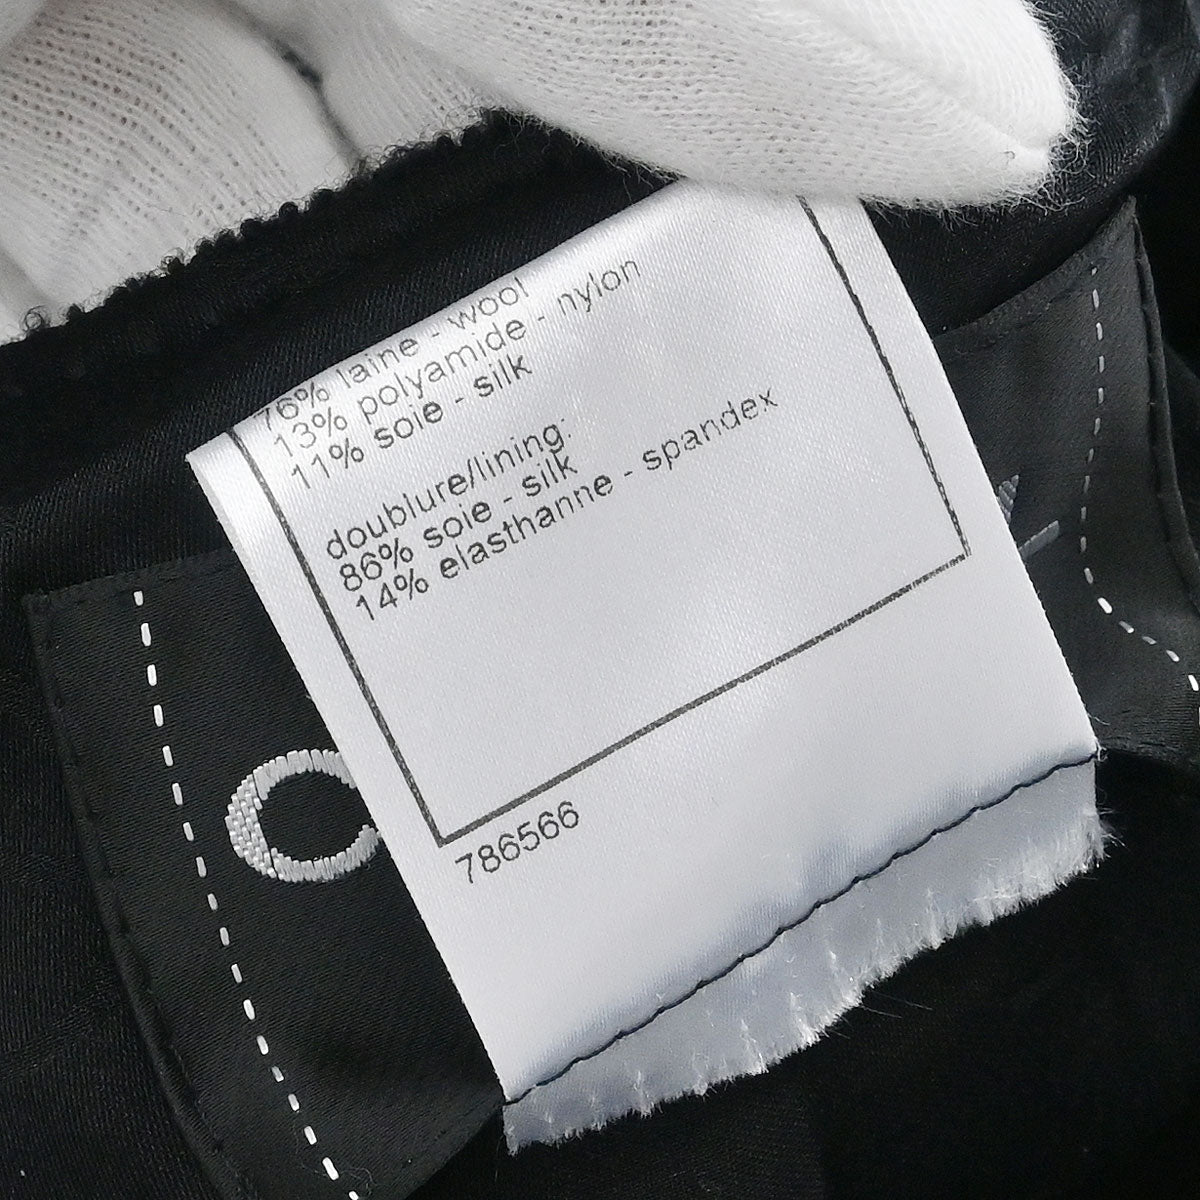 76% laine - wool
13% polyamide - nylon
11% soie - silk
doublure/lining:
86% soie - silk
14% elasthanne - spandex
786566
C